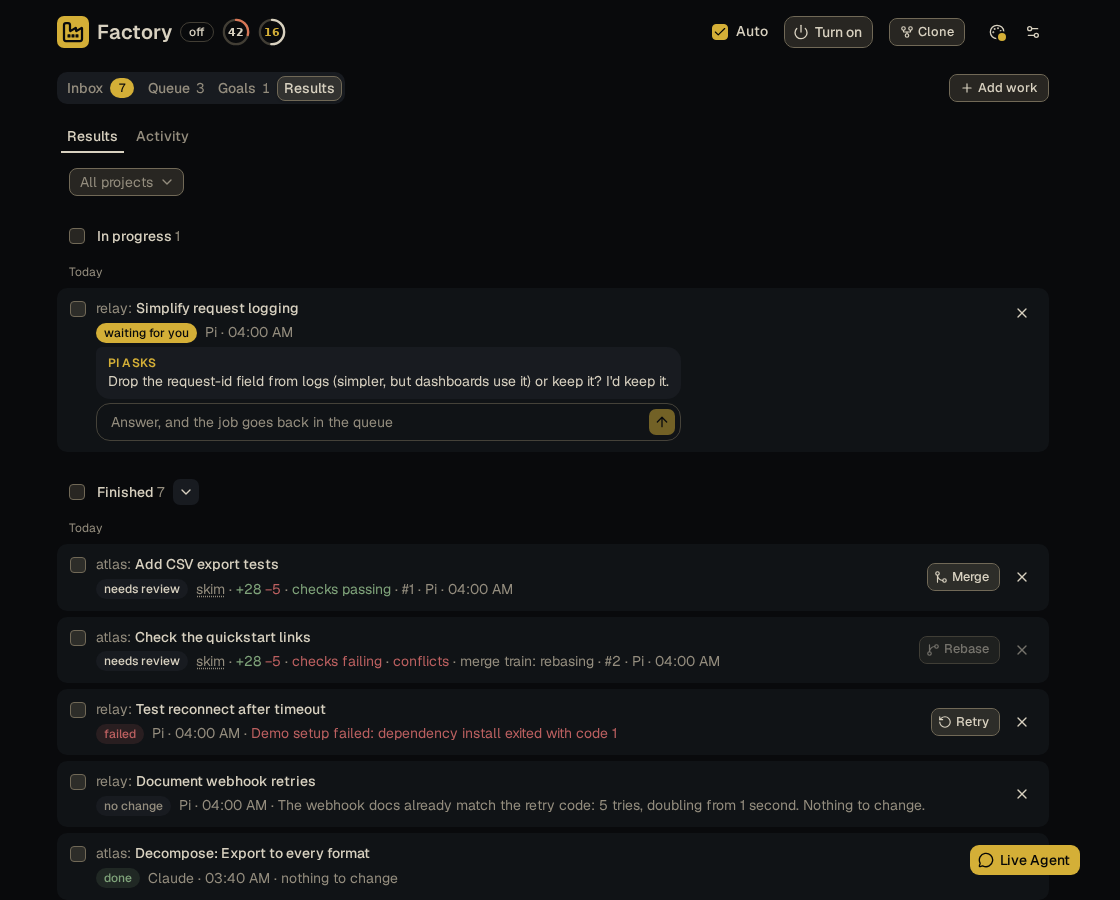 Factory off 42 16 Auto Turn on Clone
Inbox 7 Queue 3 Goals 1 Results Add work
Results Activity
All projects
In progress 1
Today
relay: Simplify request logging
waiting for you Pi · 04:00 AM
PI ASKS
Drop the request-id field from logs (simpler, but dashboards use it) or keep it? I'd keep it.
Answer, and the job goes back in the queue
Finished 7
Today
atlas: Add CSV export tests
needs review skim · +28 −5 · checks passing · #1 · Pi · 04:00 AM
Merge
atlas: Check the quickstart links
needs review skim · +28 −5 · checks failing · conflicts · merge train: rebasing · #2 · Pi · 04:00 AM
Rebase
relay: Test reconnect after timeout
failed Pi · 04:00 AM · Demo setup failed: dependency install exited with code 1
Retry
relay: Document webhook retries
no change Pi · 04:00 AM · The webhook docs already match the retry code: 5 tries, doubling from 1 second. Nothing to change.
atlas: Decompose: Export to every format
done Claude · 03:40 AM · nothing to change
Live Agent